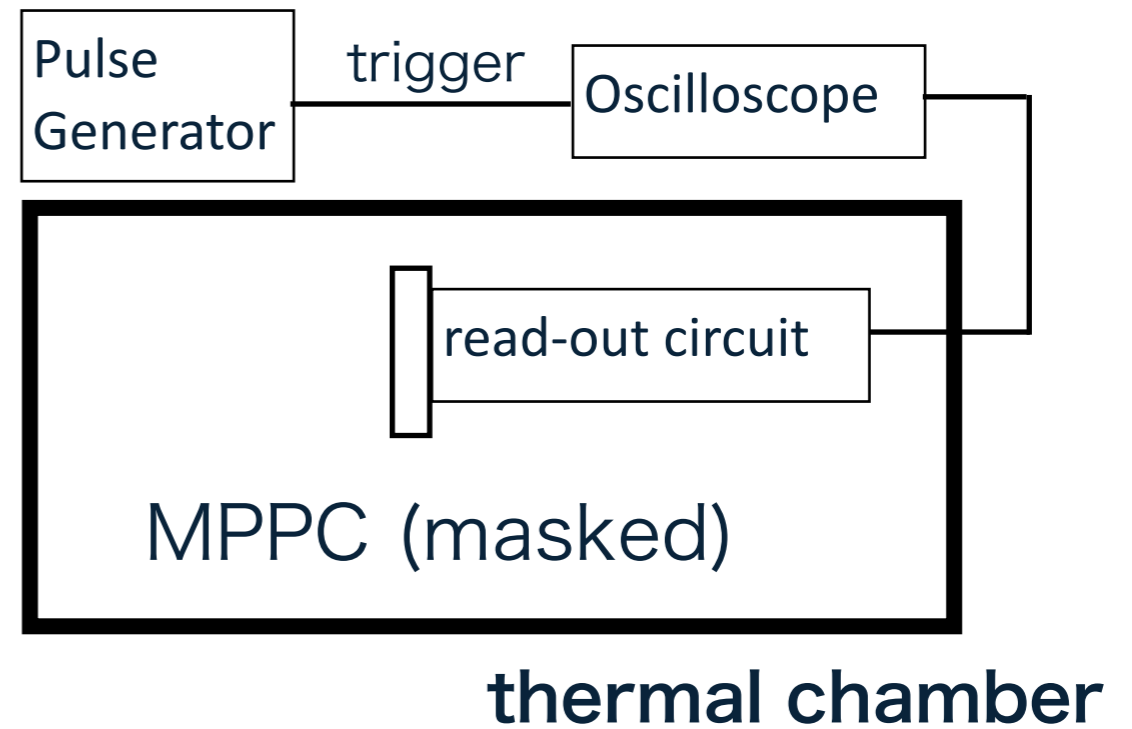 Pulse
Generator
trigger
Oscilloscope
read-out circuit
MPPC (masked)
thermal chamber